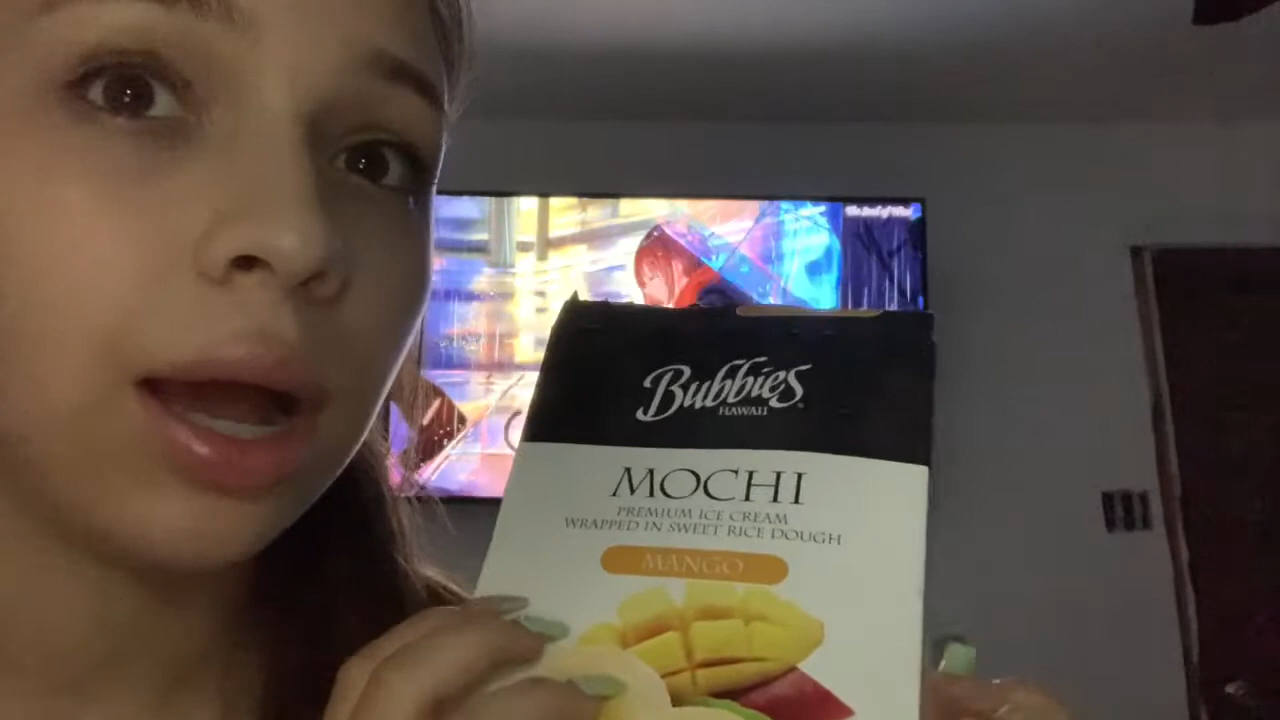 Bubbies
HAWAII
MOCHI
PREMIUM ICE CREAM
WRAPPED IN SWEET RICE DOUGH
MANGO